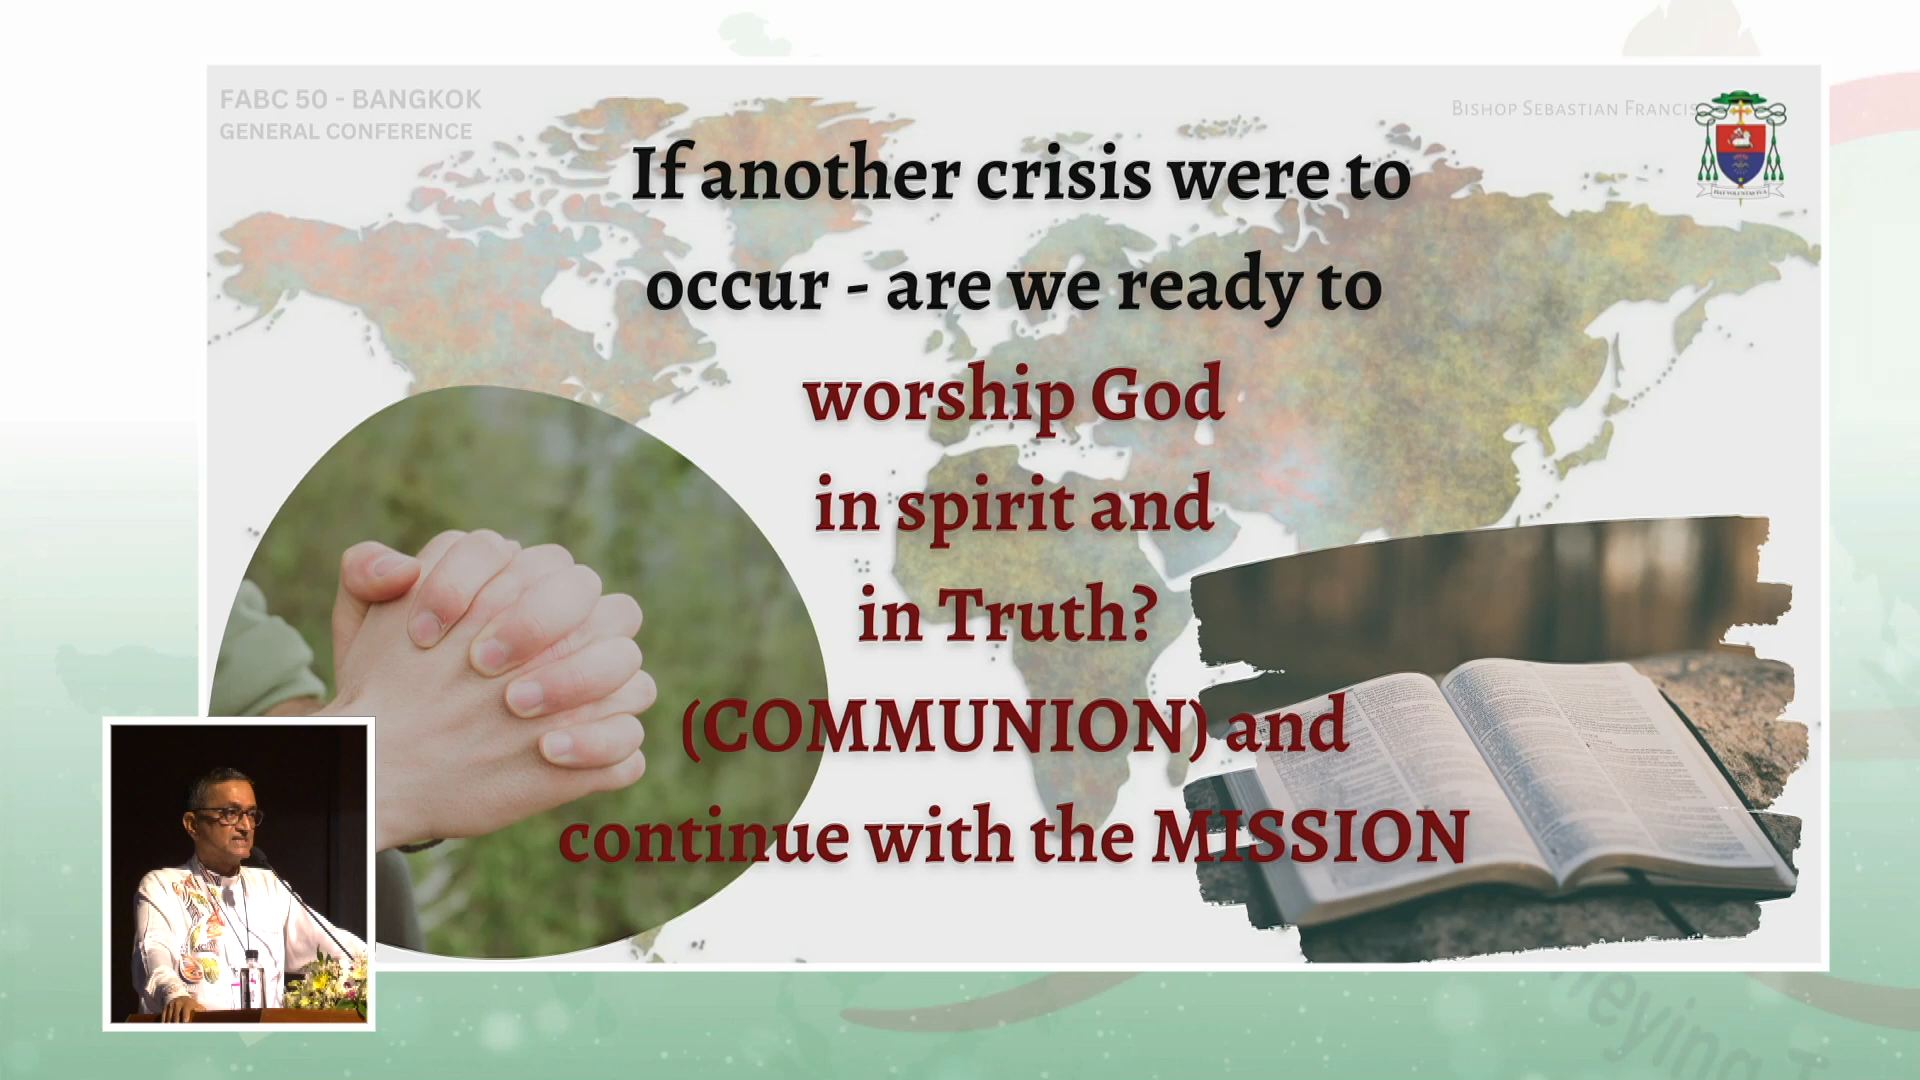 FABC 50 - BANGKOK
GENERAL CONFERENCE
BISHOP SEBASTIAN FRANCIS
If another crisis were to
occur - are we ready to
worship God
in spirit and
in Truth?
(COMMUNION) and
continue with the MISSION